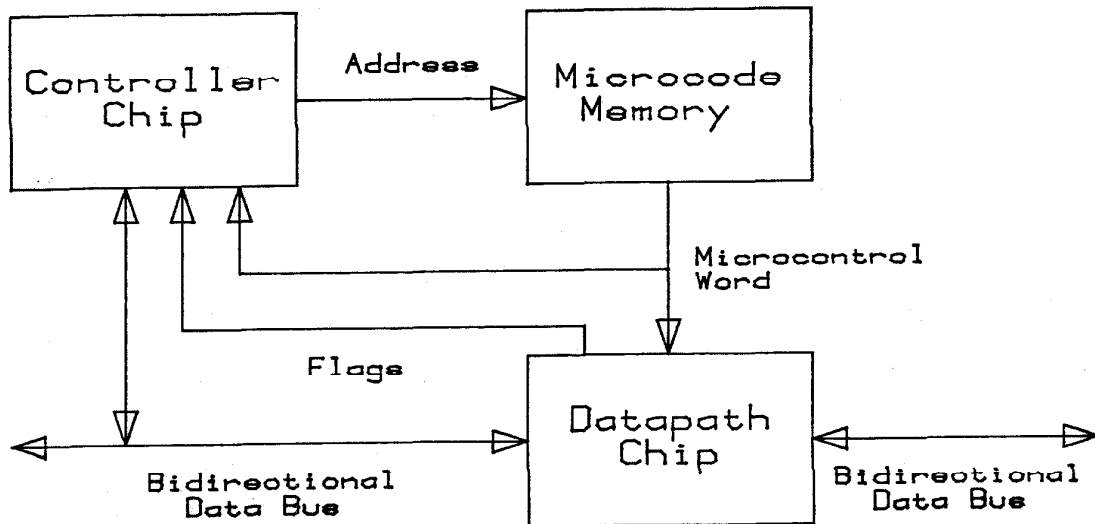 Controller
Chip
Address
Microcode
Memory
Microcontrol
Word
Flags
Datapath
Chip
Bidirectional
Data Bus
Bidirectional
Data Bus